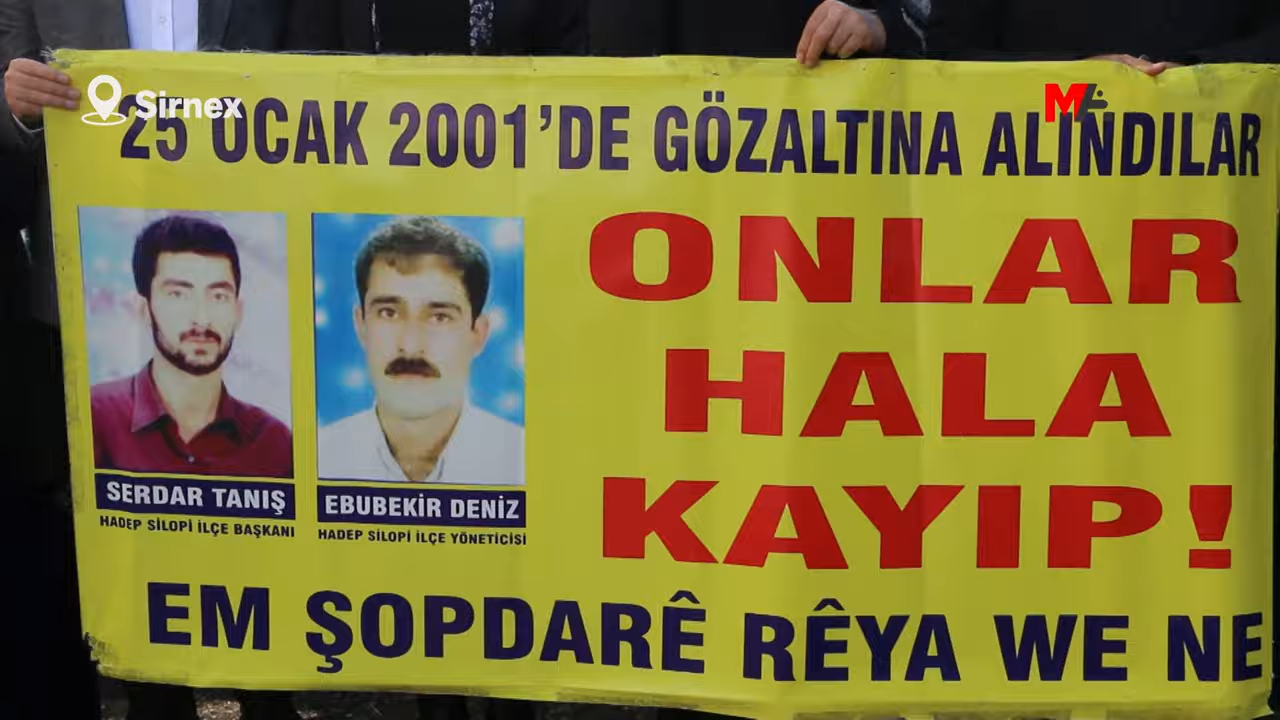 Sirnex
MA
25 OCAK 2001'DE GÖZALTINA ALINDILAR
ONLAR
HALA
KAYIP!
SERDAR TANIŞ
HADEP SİLOPİ İLÇE BAŞKANI
EBUBEKİR DENİZ
HADEP SİLOPİ İLÇE YÖNETİCİSİ
EM ŞOPDARÊ RÊYA WE NE